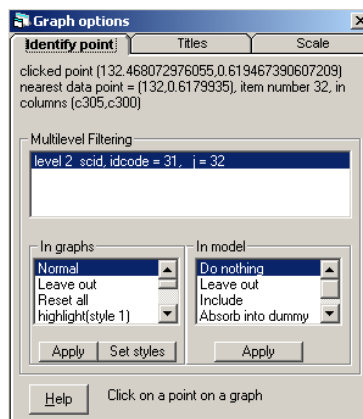 Graph options
Identify point Titles Scale
clicked point (132.468072976055,0.619467390607209)
nearest data point = (132,0.6179935), item number 32, in
columns (c305,c300)
Multilevel Filtering
level 2 scid, idcode = 31, j = 32
In graphs
Normal
Leave out
Reset all
highlight(style 1)
Apply Set styles
In model
Do nothing
Leave out
Include
Absorb into dummy
Apply
Help Click on a point on a graph